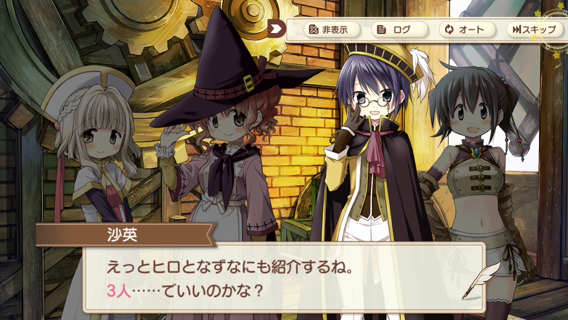 非表示
ログ
オート
スキップ
沙英
えっとヒロとなずなにも紹介するね。
3人……でいいのかな？